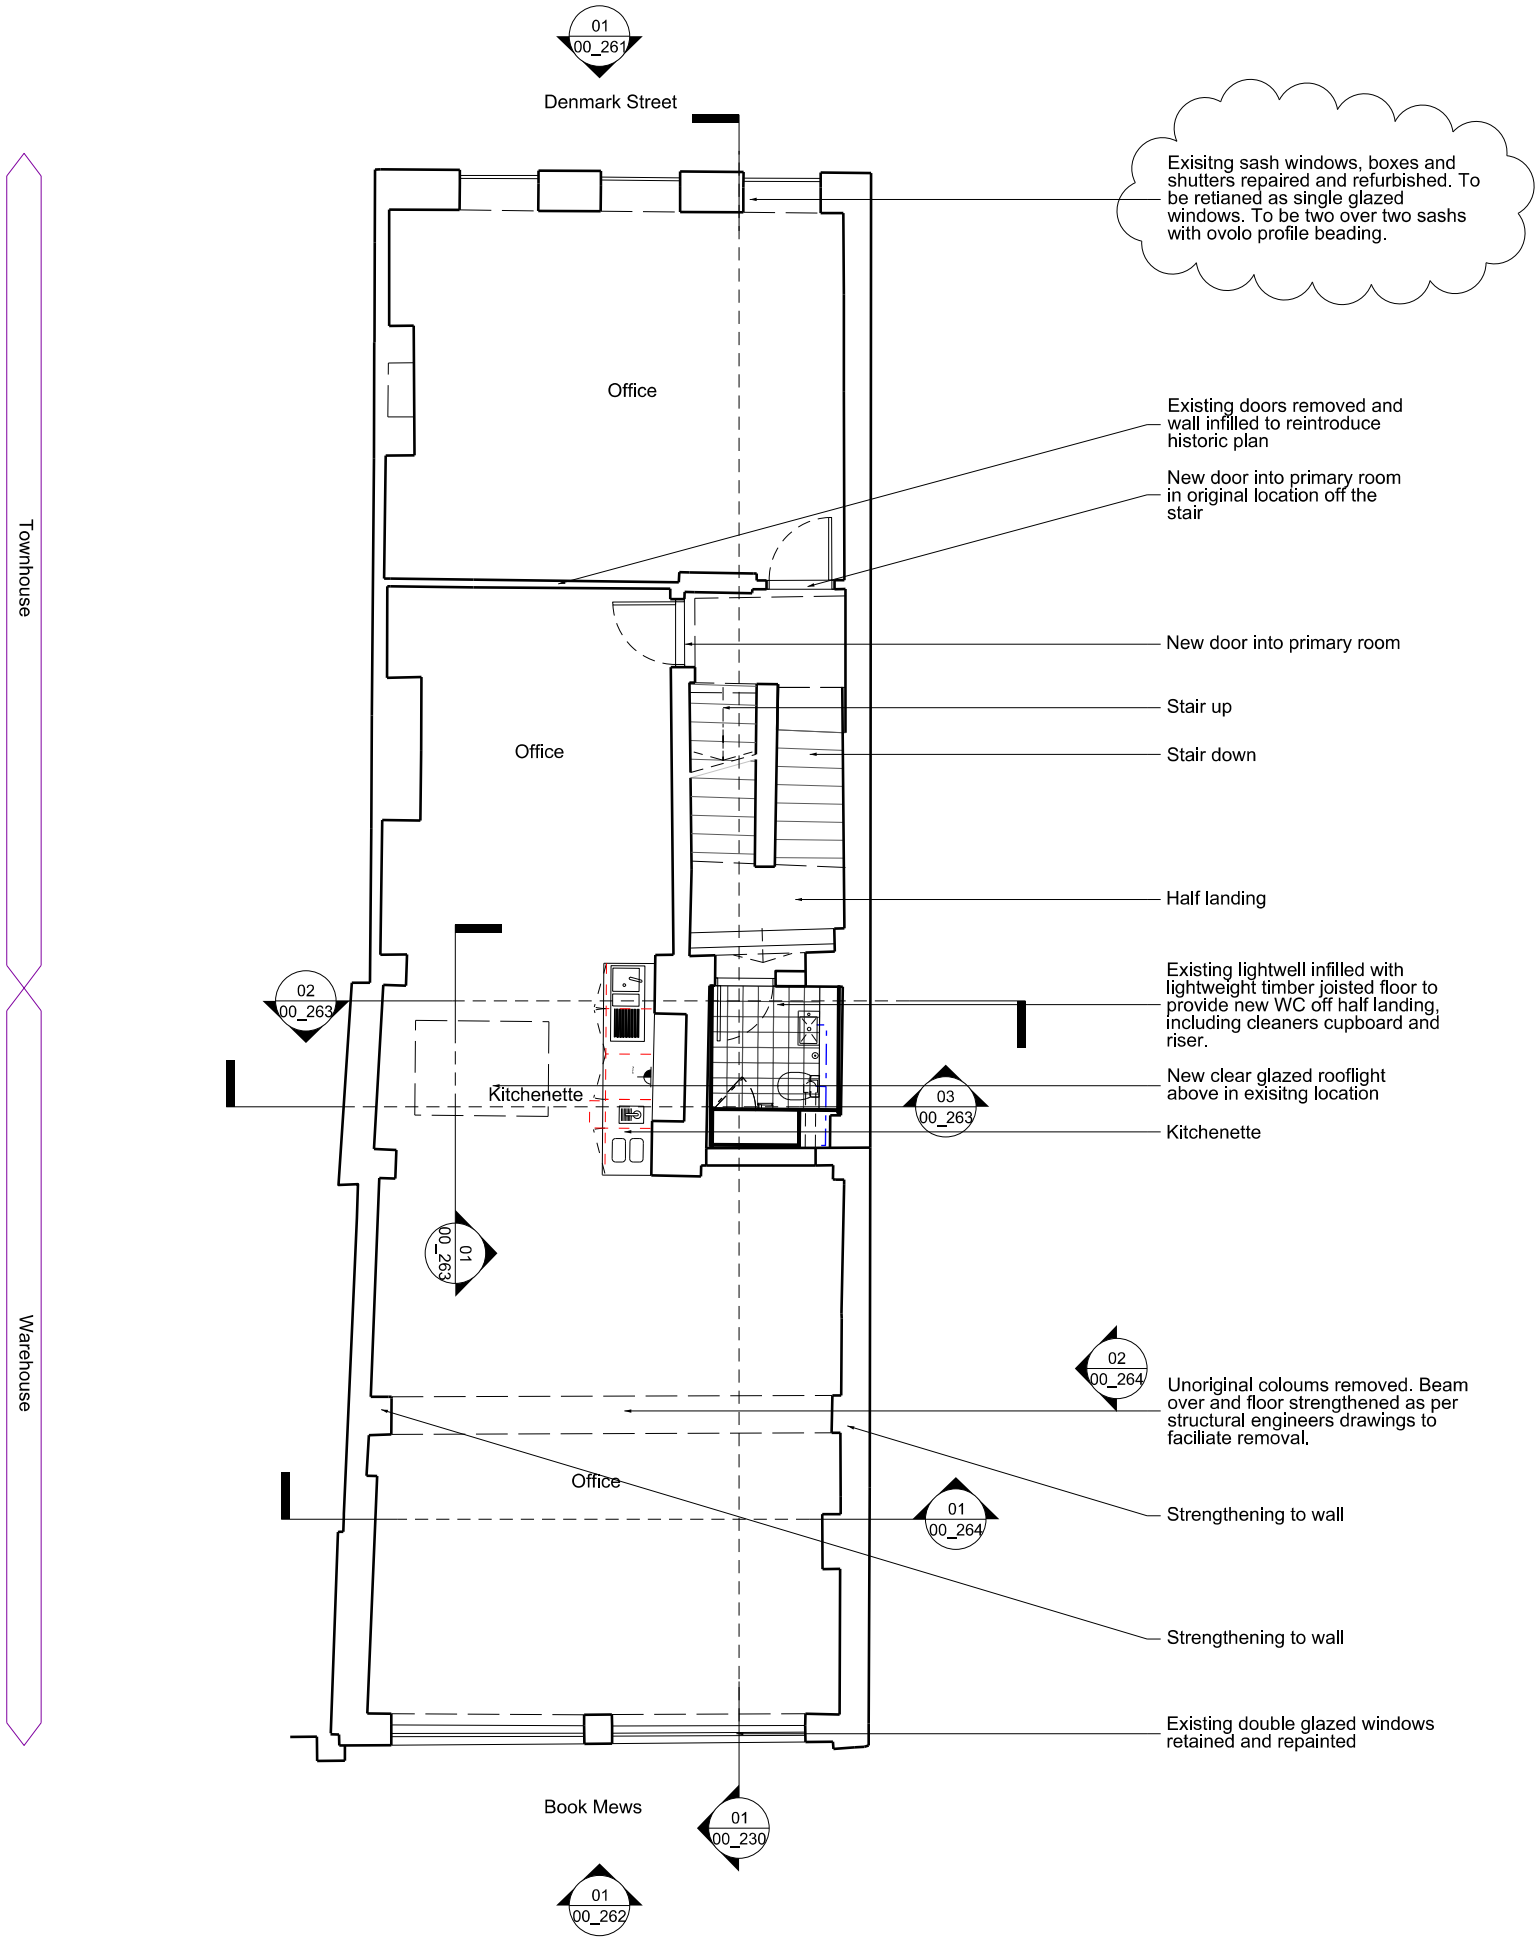 01
00_261
Denmark Street
Exisitng sash windows, boxes and
shutters repaired and refurbished. To
be retianed as single glazed
windows. To be two over two sashs
with ovolo profile beading.
Office
Existing doors removed and
wall infilled to reintroduce
historic plan
New door into primary room
in original location off the
stair
Townhouse
New door into primary room
Stair up
Office
Stair down
Half landing
Existing lightwell infilled with
lightweight timber joisted floor to
provide new WC off half landing,
including cleaners cupboard and
riser.
02
00_263
New clear glazed rooflight
above in exisitng location
Kitchenette
03
00_263
Kitchenette
01
00_263
Warehouse
02
00_264
Unoriginal coloums removed. Beam
over and floor strengthened as per
structural engineers drawings to
faciliate removal.
Office
01
00_264
Strengthening to wall
Strengthening to wall
Existing double glazed windows
retained and repainted
Book Mews
01
00_230
01
00_262